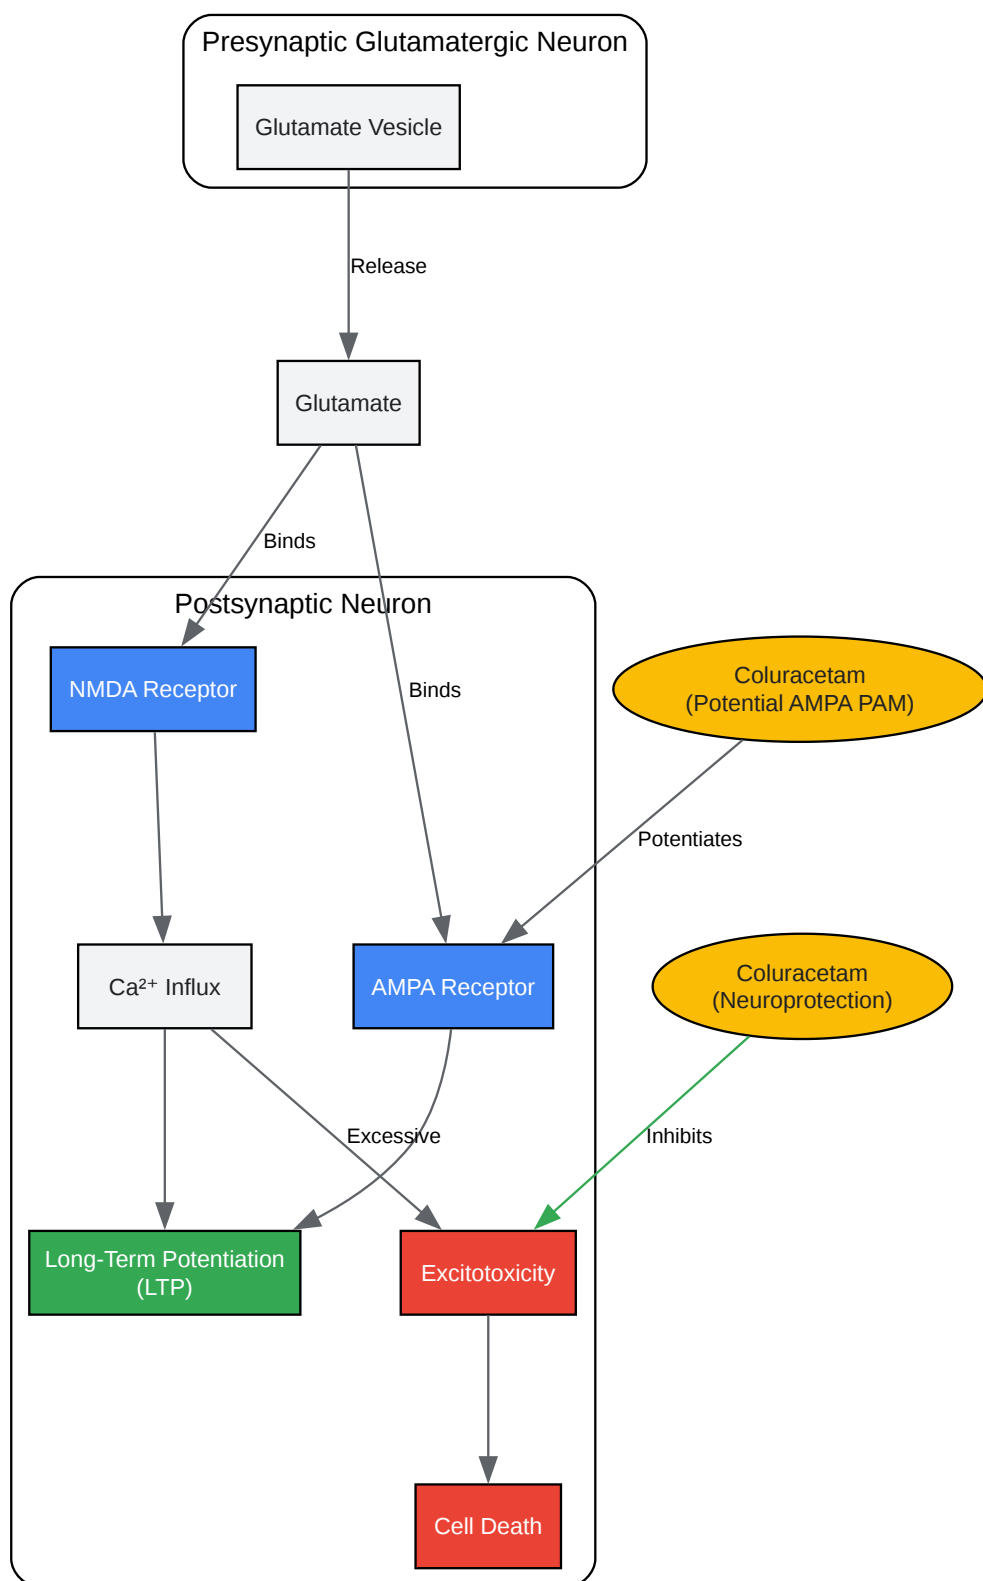 Presynaptic Glutamatergic Neuron
Glutamate Vesicle
Release
Glutamate
Binds
Postsynaptic Neuron
NMDA Receptor
Binds
Coluracetam
(Potential AMPA PAM)
Potentiates
Ca²⁺ Influx
AMPA Receptor
Coluracetam
(Neuroprotection)
Excessive
Inhibits
Long-Term Potentiation
(LTP)
Excitotoxicity
Cell Death